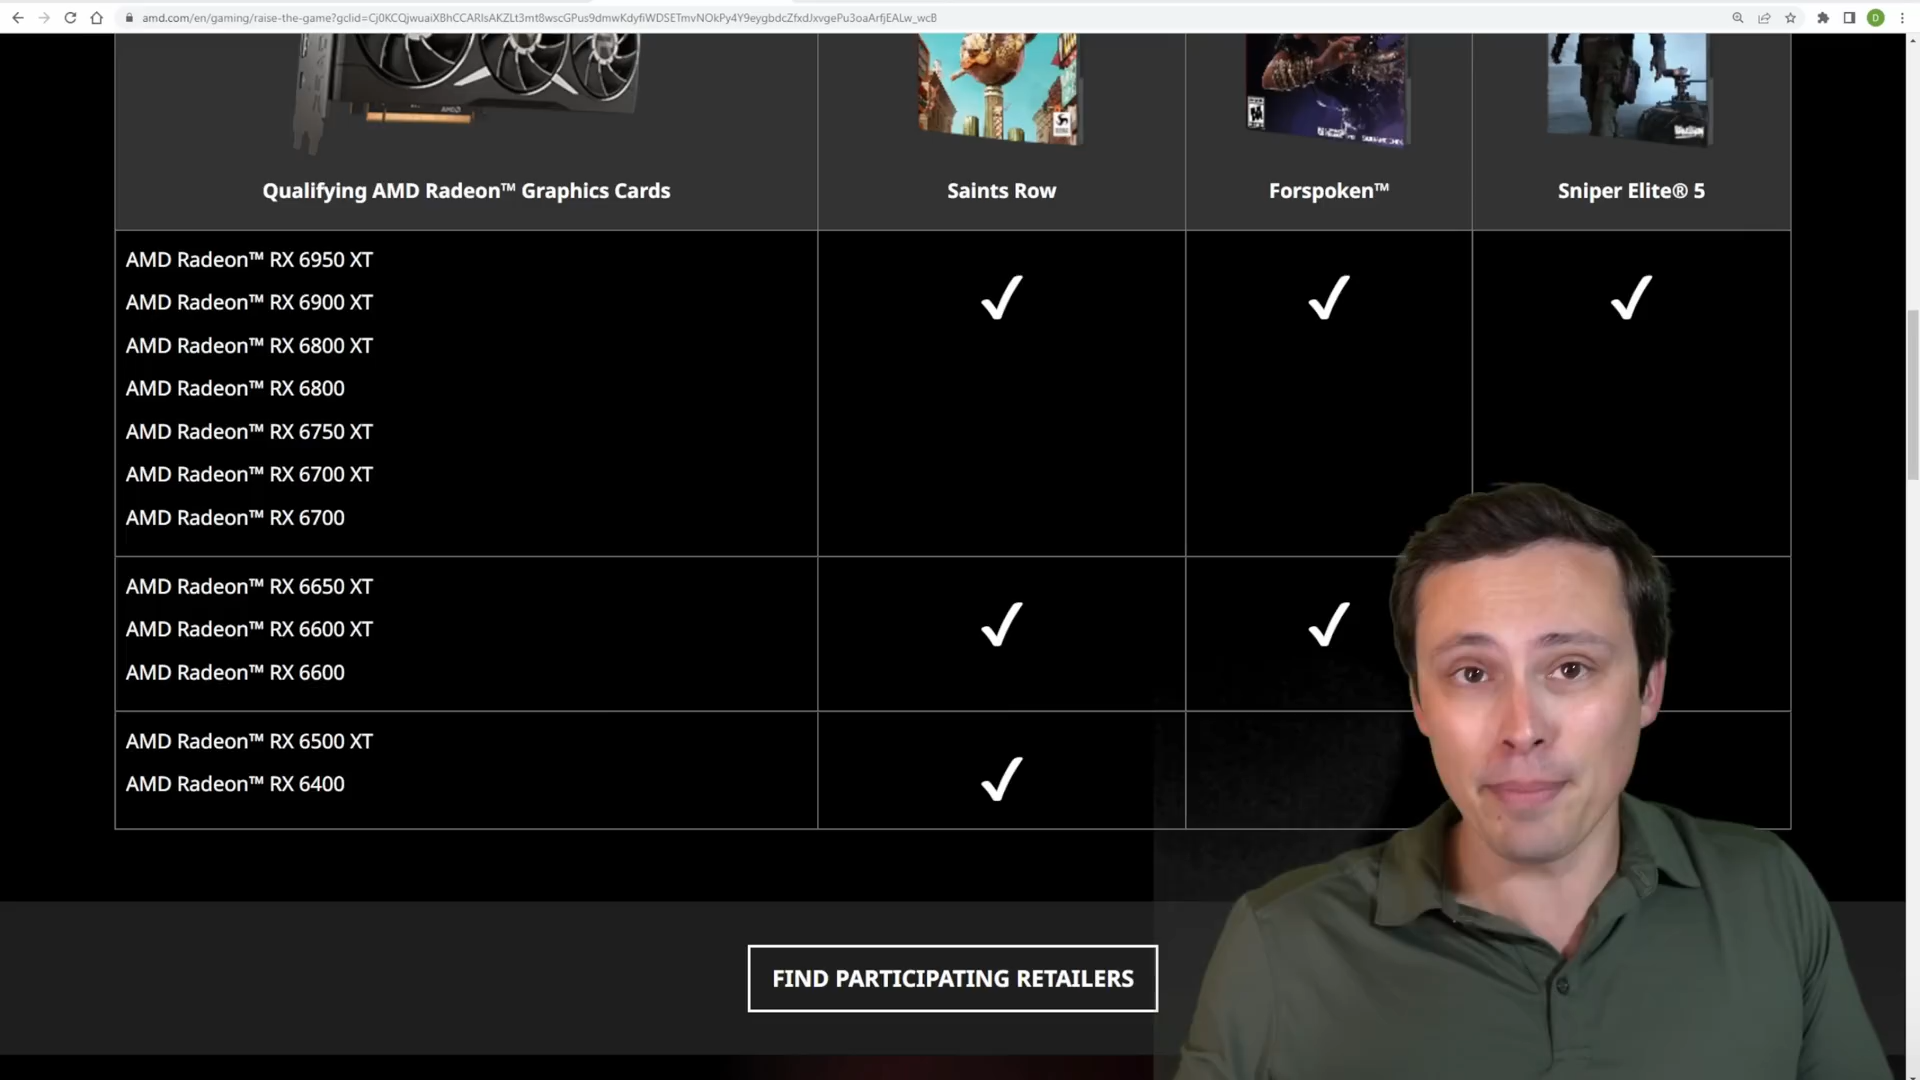 amd.com/en/gaming/raise-the-game?gclid=Cj0KCQjwuaiXBhCCARIsAKZLt3mt8wscGPus9dmwKdyfiWDSETmvNOkPy4Y9eygbdcZfxdJxvgePu3oaArfjEALw_wcB
D
AMD
Qualifying AMD Radeon™ Graphics Cards
Saints Row
Forspoken™
Sniper Elite® 5
AMD Radeon™ RX 6950 XT
AMD Radeon™ RX 6900 XT
AMD Radeon™ RX 6800 XT
AMD Radeon™ RX 6800
AMD Radeon™ RX 6750 XT
AMD Radeon™ RX 6700 XT
AMD Radeon™ RX 6700
AMD Radeon™ RX 6650 XT
AMD Radeon™ RX 6600 XT
AMD Radeon™ RX 6600
AMD Radeon™ RX 6500 XT
AMD Radeon™ RX 6400
FIND PARTICIPATING RETAILERS